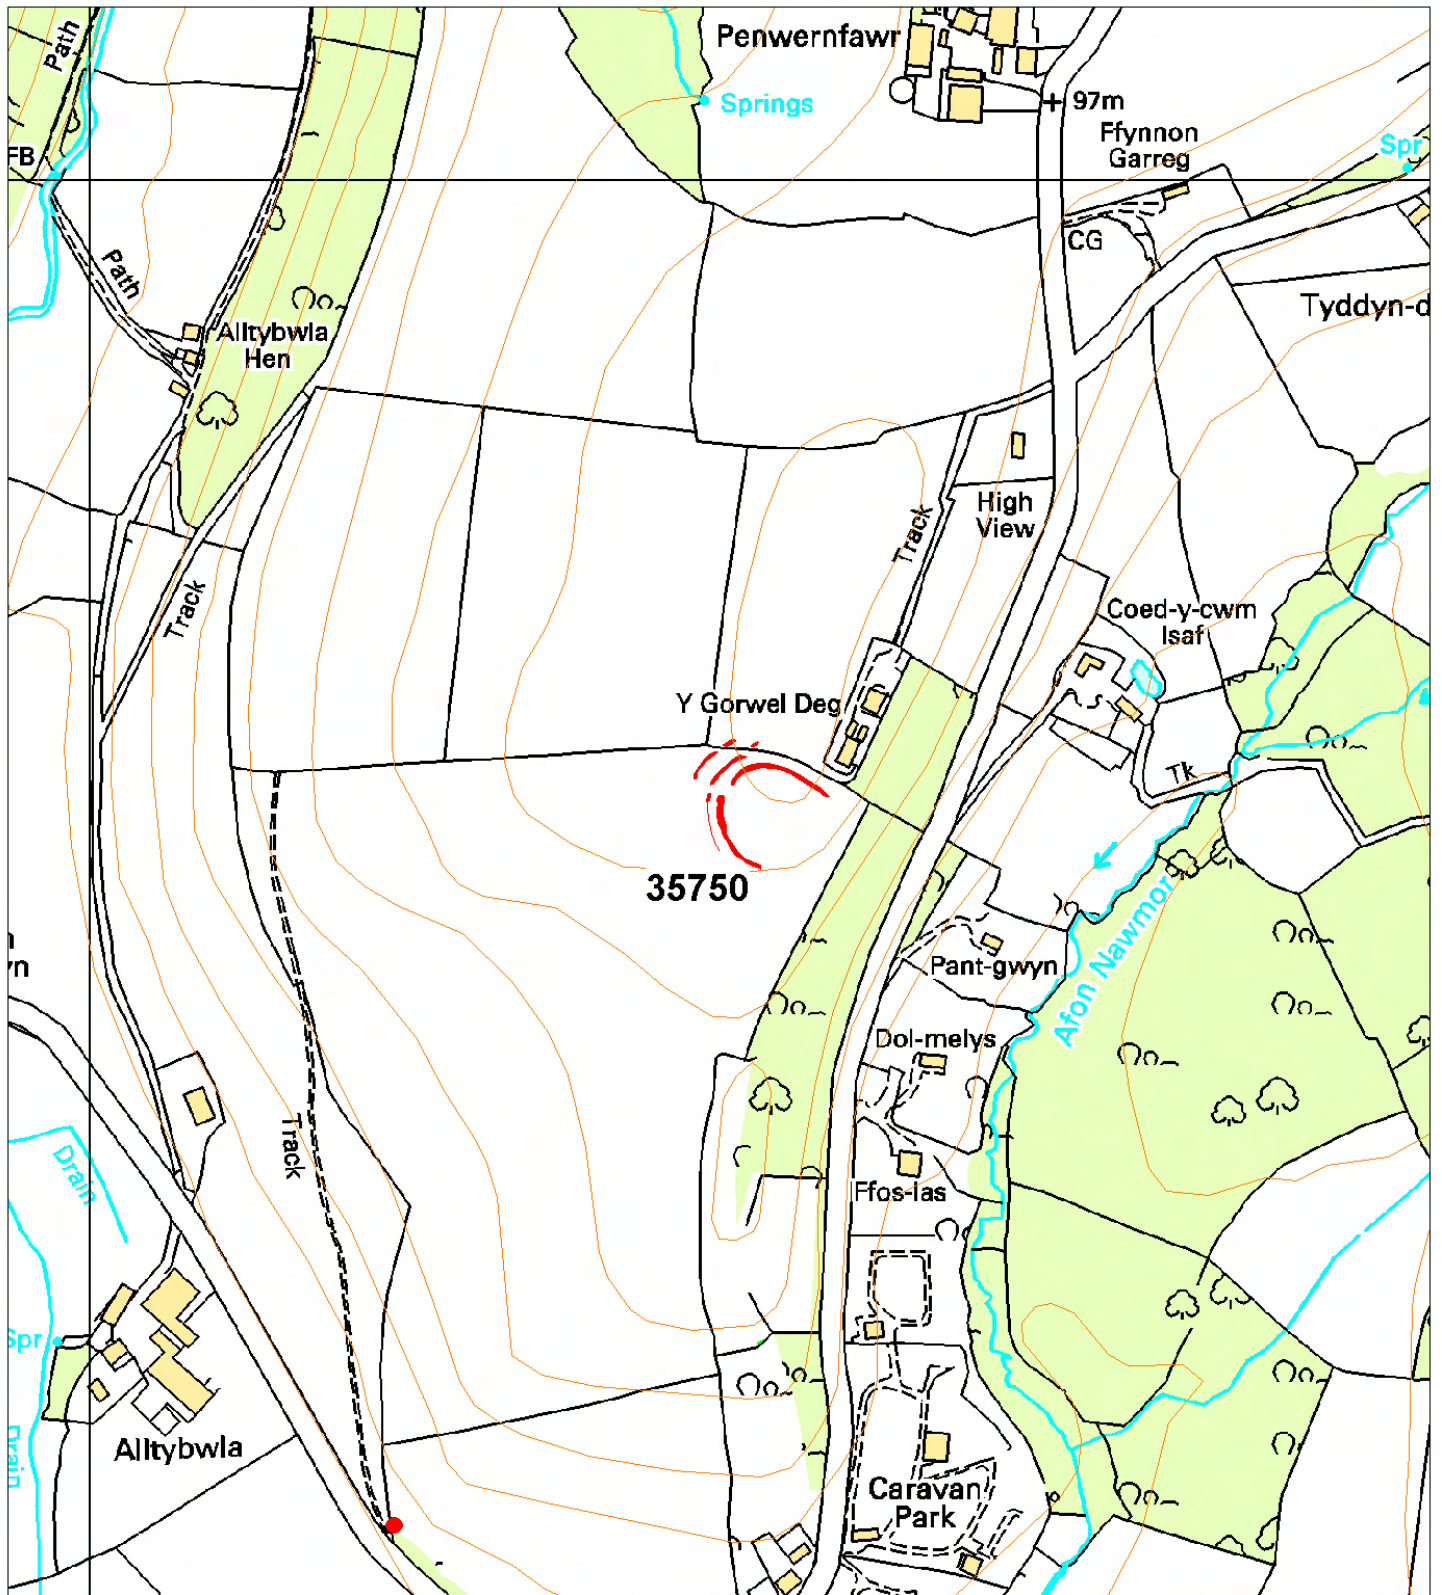 Path
Penwernfawr
Springs
97m
Ffynnon
Garreg
Spr
FB
CG
Path
Tyddyn-d
Alltybwla
Hen
High
View
Track
Track
Coed-y-cwm
Isaf
Y Gorwel Deg
Tk
35750
Afon Nawmor
yn
Pant-gwyn
Dol-melys
Track
Drain
Ffos-las
Spr
Alltybwla
Drain
Caravan
Park